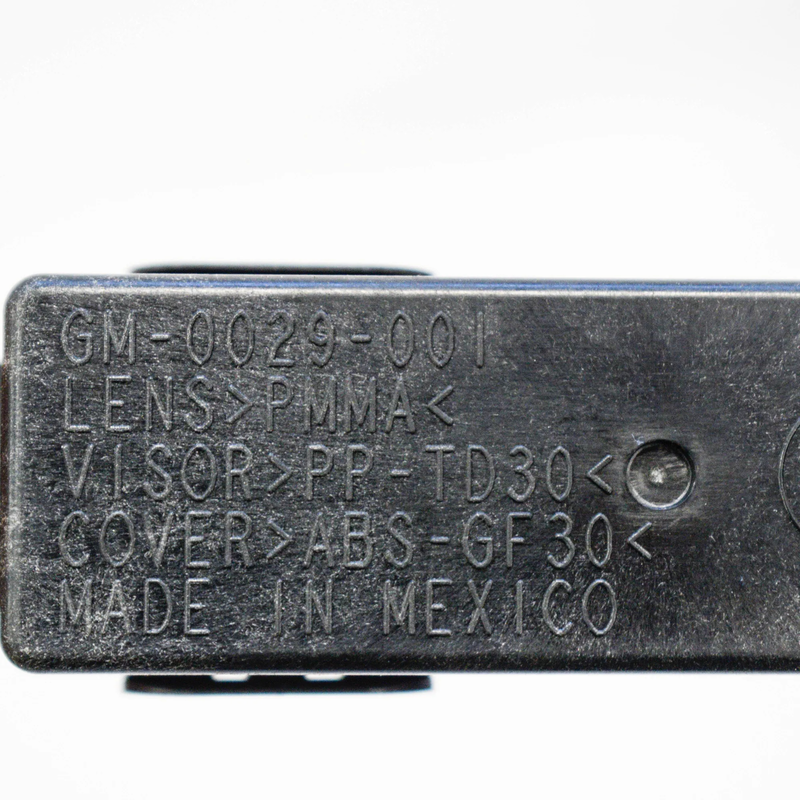 GM-0029-001
LENS>PMMA<
VISOR>PP-TD30<
COVER>ABS-GF30<
MADE IN MEXICO